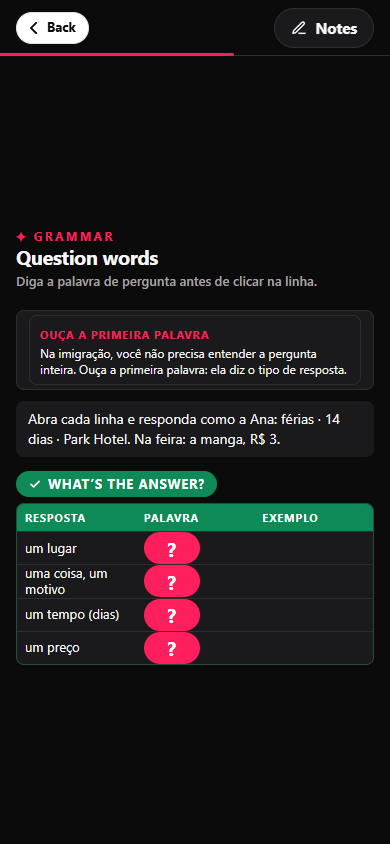 Back
Notes
GRAMMAR
Question words
Diga a palavra de pergunta antes de clicar na linha.
OUÇA A PRIMEIRA PALAVRA
Na imigração, você não precisa entender a pergunta
inteira. Ouça a primeira palavra: ela diz o tipo de resposta.
Abra cada linha e responda como a Ana: férias · 14
dias · Park Hotel. Na feira: a manga, R$ 3.
✓ WHAT'S THE ANSWER?
RESPOSTA PALAVRA EXEMPLO
um lugar ?
uma coisa, um
motivo ?
um tempo (dias) ?
um preço ?